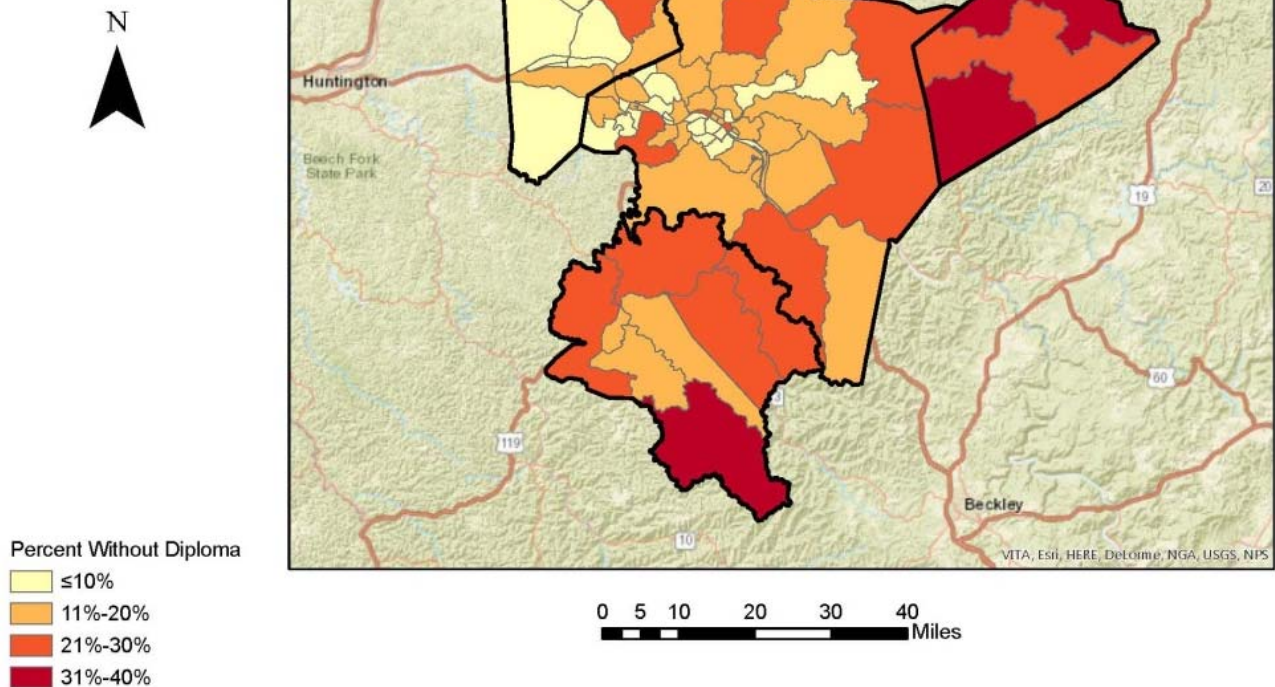 N
Huntington
Beech Fork
State Park
19
20
60
3
119
Beckley
10
VITA, Esri, HERE, DeLorme, NGA, USGS, NPS
Percent Without Diploma
≤10%
11%-20%
21%-30%
31%-40%
0 5 10 20 30 40
Miles